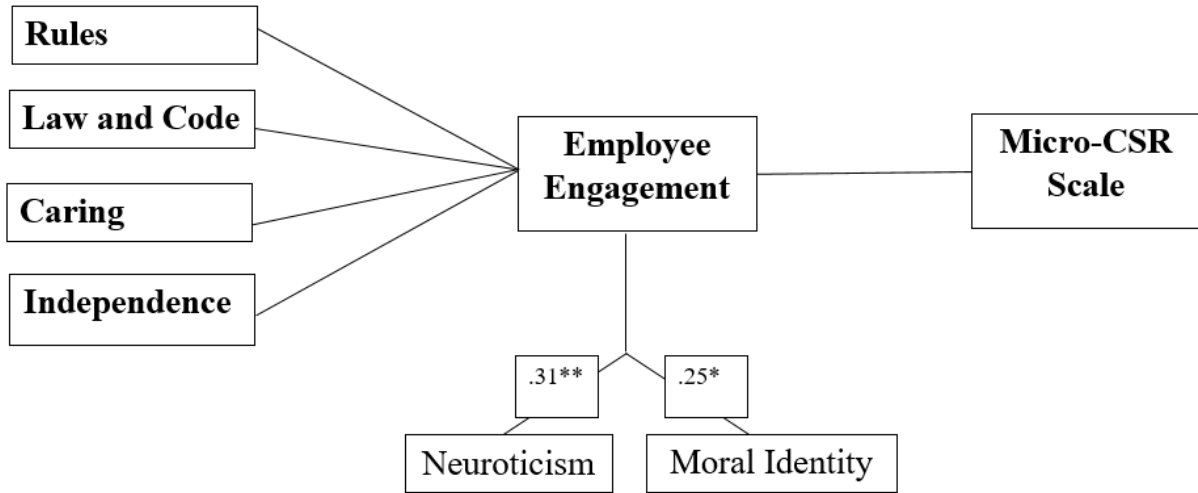 Rules
Law and Code
Caring
Independence
Employee
Engagement
Micro-CSR
Scale
.31**
.25*
Neuroticism
Moral Identity